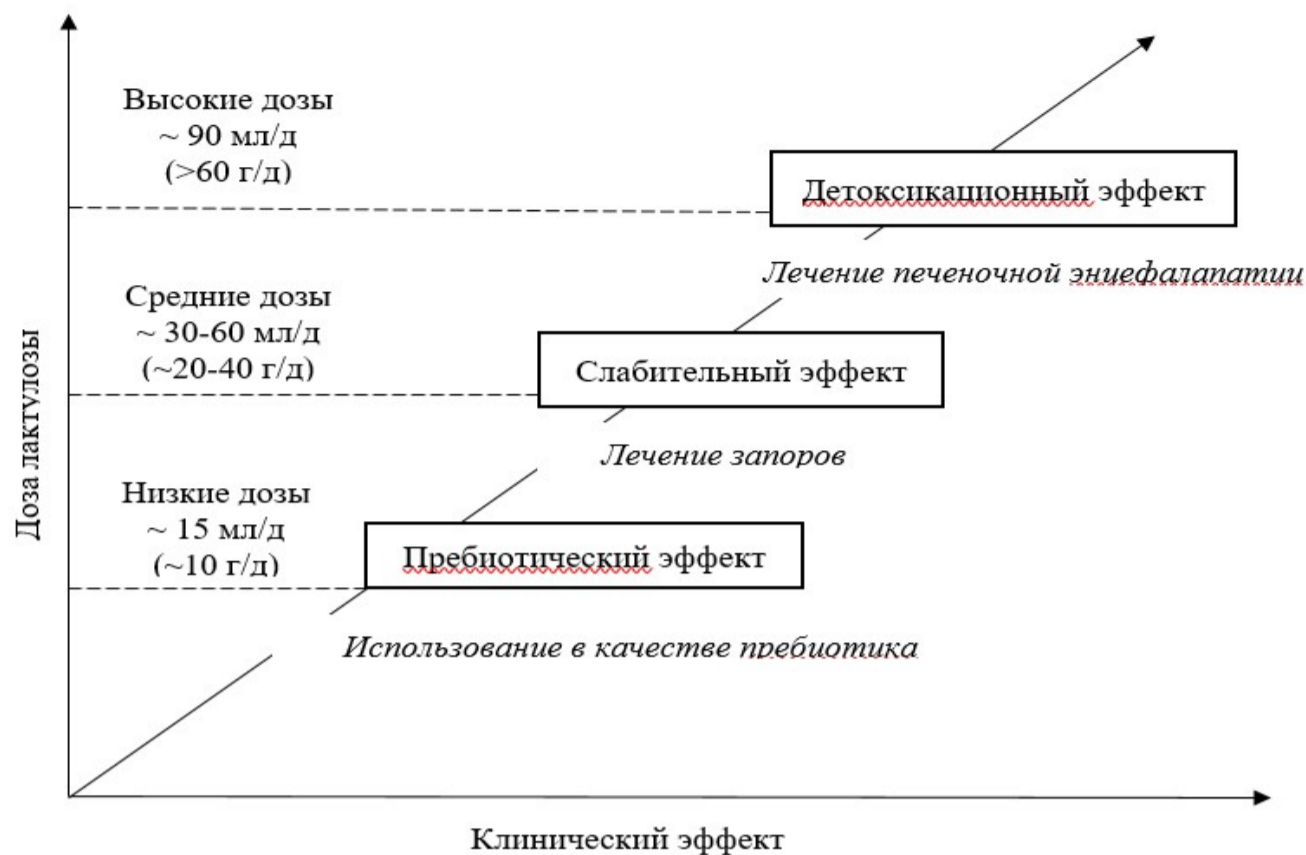 Высокие дозы
~ 90 мл/д
(>60 г/д)
Детоксикационный эффект
Лечение печеночной энцефалапатии
Средние дозы
~ 30-60 мл/д
(~20-40 г/д)
Слабительный эффект
Лечение запоров
Низкие дозы
~ 15 мл/д
(~10 г/д)
Пребиотический эффект
Использование в качестве пребиотика
Доза лактулозы
Клинический эффект